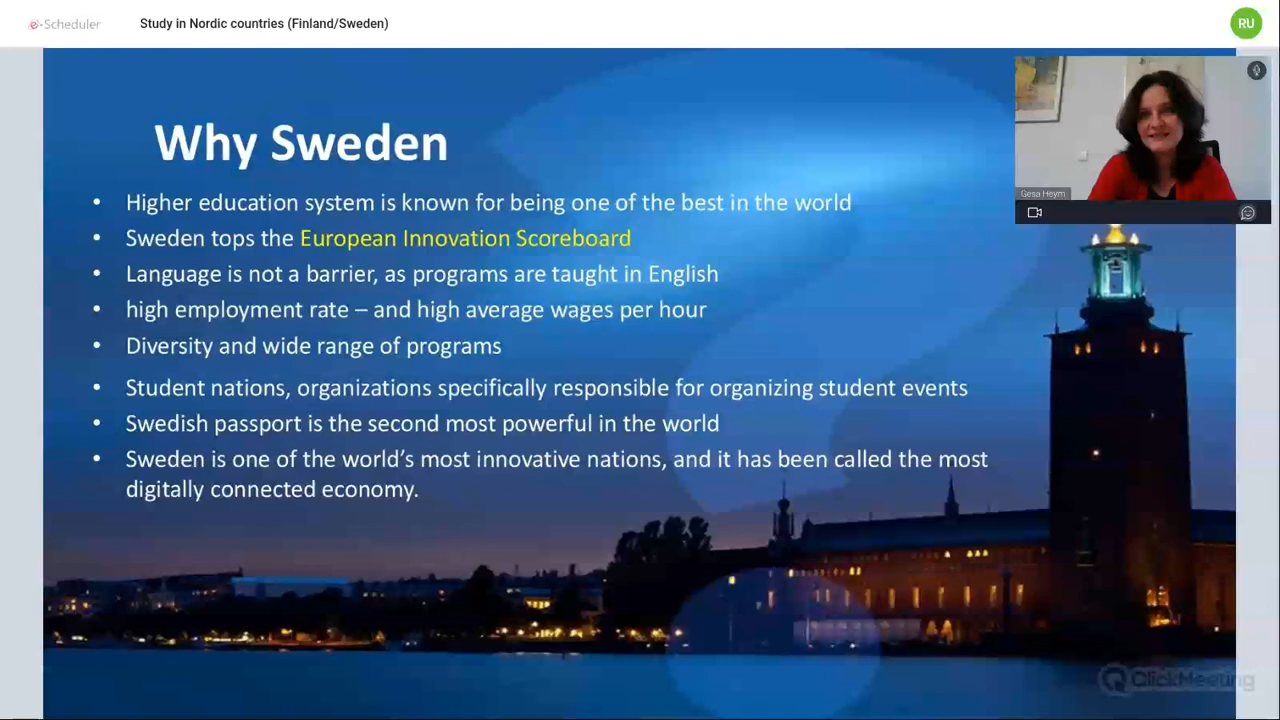 e-Scheduler
Study in Nordic countries (Finland/Sweden)
RU
Gesa Heym
Why Sweden
• Higher education system is known for being one of the best in the world
• Sweden tops the European Innovation Scoreboard
• Language is not a barrier, as programs are taught in English
• high employment rate – and high average wages per hour
• Diversity and wide range of programs
• Student nations, organizations specifically responsible for organizing student events
• Swedish passport is the second most powerful in the world
• Sweden is one of the world's most innovative nations, and it has been called the most
digitally connected economy.
ClickMeeting